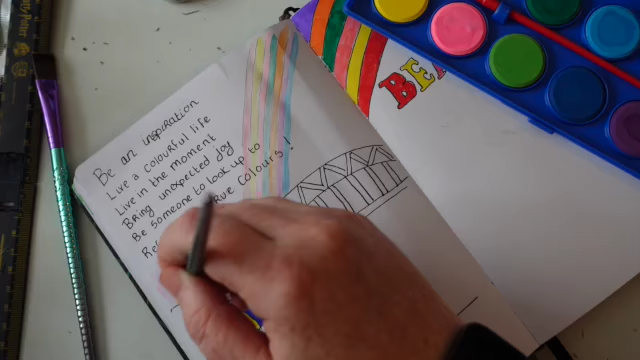 Be an inspiration
Live a colourful life
Live in the moment
Bring unexpected Joy
Be someone to look up to
Colours!
BE